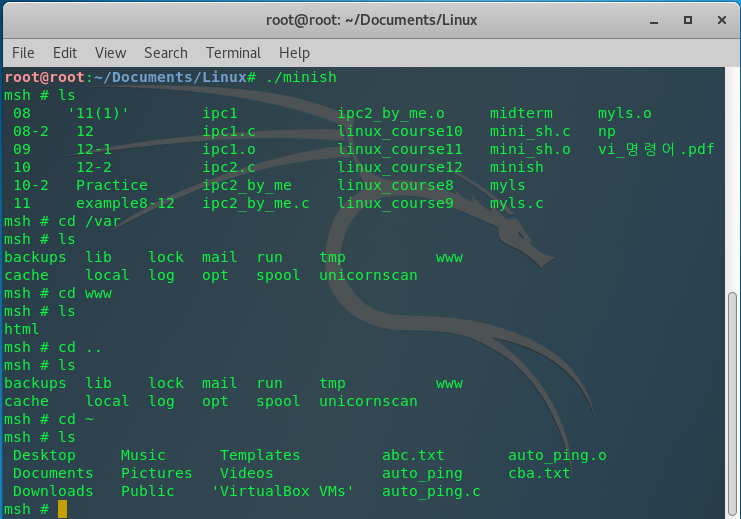 root@root: ~/Documents/Linux
File Edit View Search Terminal Help
root@root:~/Documents/Linux# ./minish
msh # ls
08 '11(1)' ipc1 ipc2_by_me.o midterm myls.o
08-2 12 ipc1.c linux_course10 mini_sh.c np
09 12-1 ipc1.o linux_course11 mini_sh.o vi_명령어.pdf
10 12-2 ipc2.c linux_course12 minish
10-2 Practice ipc2_by_me linux_course8 myls
11 example8-12 ipc2_by_me.c linux_course9 myls.c
msh # cd /var
msh # ls
backups lib lock mail run tmp www
cache local log opt spool unicornscan
msh # cd www
msh # ls
html
msh # cd ..
msh # ls
backups lib lock mail run tmp www
cache local log opt spool unicornscan
msh # cd ~
msh # ls
Desktop Music Templates abc.txt auto_ping.o
Documents Pictures Videos auto_ping cba.txt
Downloads Public 'VirtualBox VMs' auto_ping.c
msh #